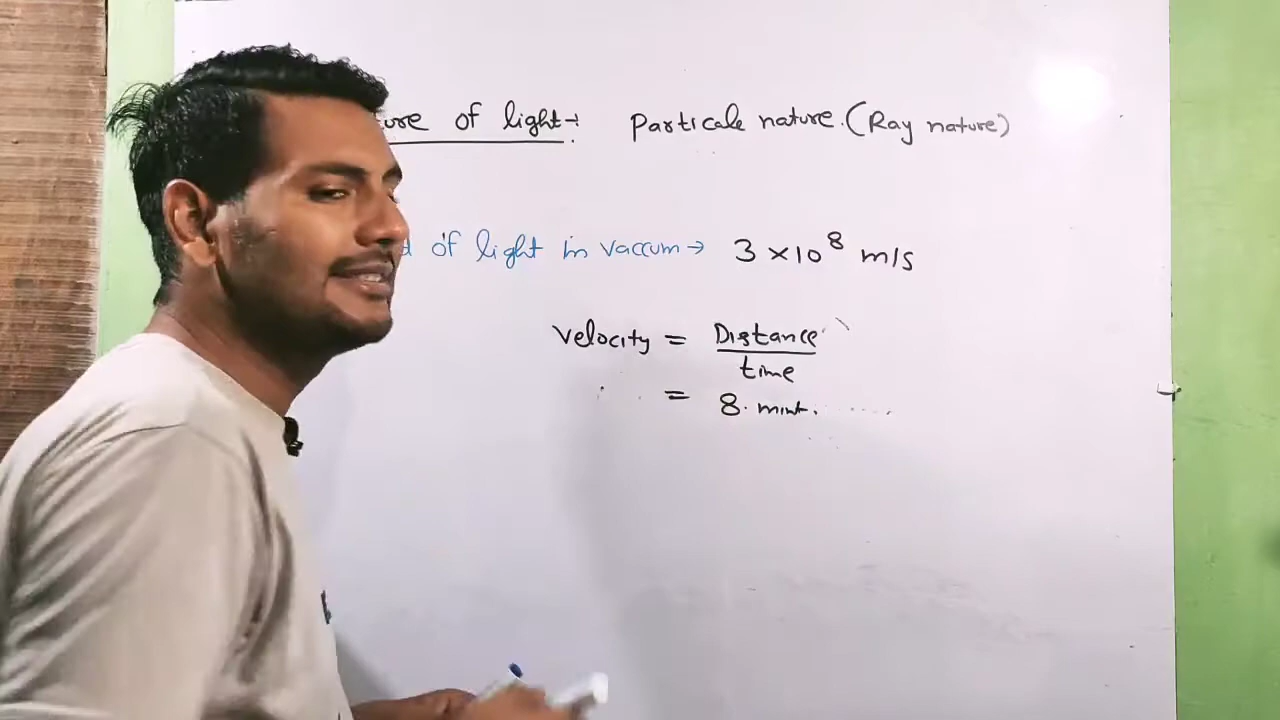 ure of light→ Particale nature. (Ray nature)
d of light in vaccum → 3 × 10⁸ m/s
Velocity = Distance
time
= 8. mint.